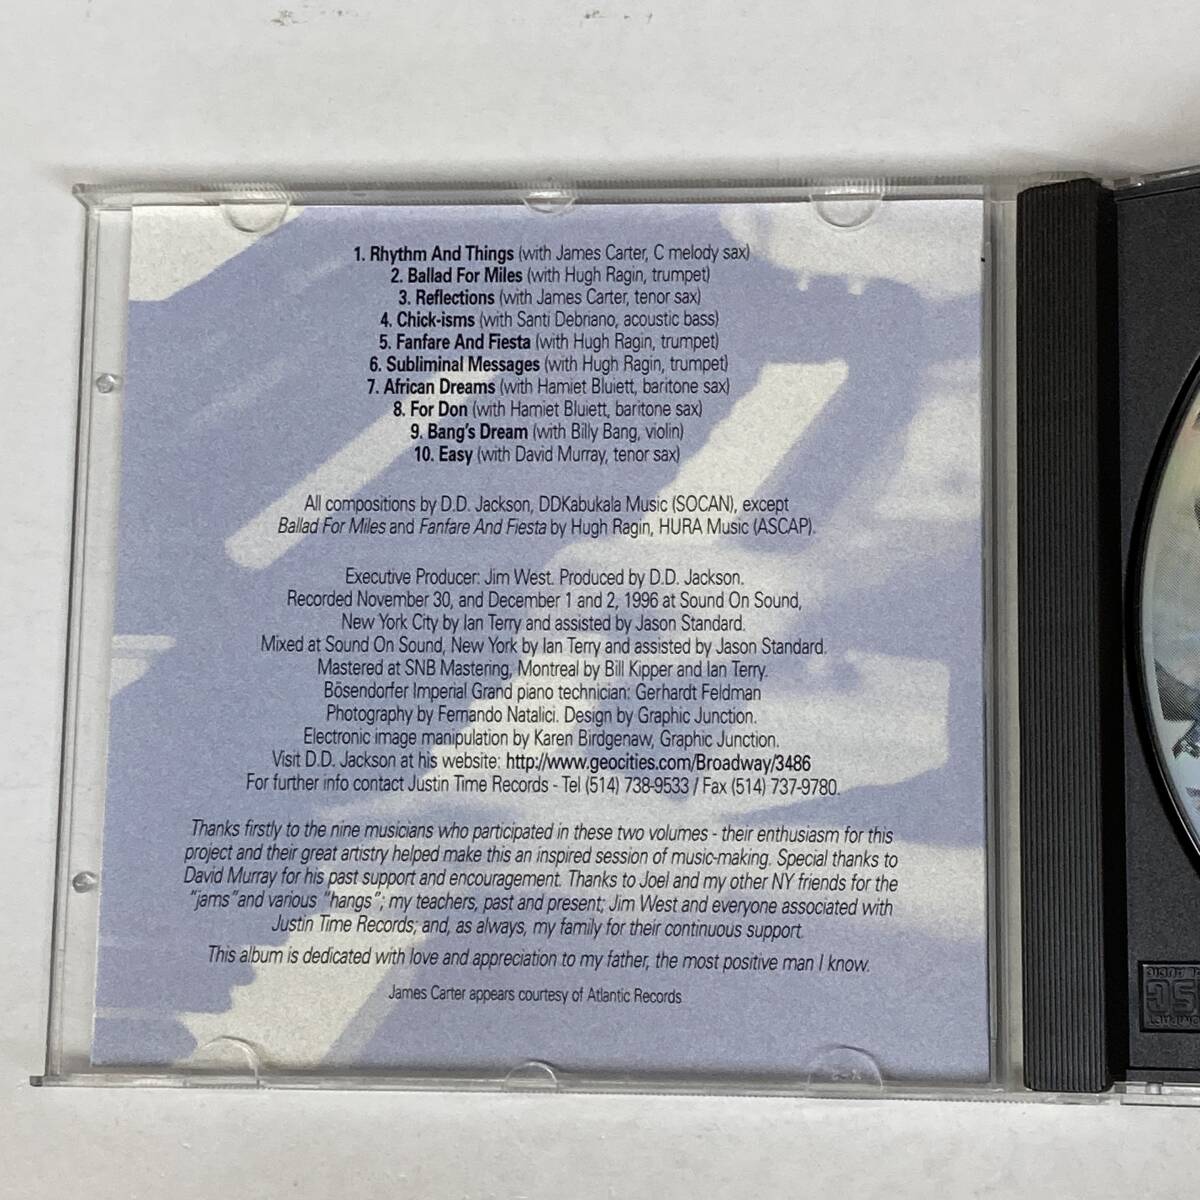 1. Rhythm And Things (with James Carter, C melody sax)
2. Ballad For Miles (with Hugh Ragin, trumpet)
3. Reflections (with James Carter, tenor sax)
4. Chick-isms (with Santi Debriano, acoustic bass)
5. Fanfare And Fiesta (with Hugh Ragin, trumpet)
6. Subliminal Messages (with Hugh Ragin, trumpet)
7. African Dreams (with Hamiet Bluiett, baritone sax)
8. For Don (with Hamiet Bluiett, baritone sax)
9. Bang's Dream (with Billy Bang, violin)
10. Easy (with David Murray, tenor sax)
All compositions by D.D. Jackson, DDKabukala Music (SOCAN), except
Ballad For Miles and Fanfare And Fiesta by Hugh Ragin, HURA Music (ASCAP).
Executive Producer: Jim West. Produced by D.D. Jackson.
Recorded November 30, and December 1 and 2, 1996 at Sound On Sound,
New York City by Ian Terry and assisted by Jason Standard.
Mixed at Sound On Sound, New York by Ian Terry and assisted by Jason Standard.
Mastered at SNB Mastering, Montreal by Bill Kipper and Ian Terry.
Bösendorfer Imperial Grand piano technician: Gerhardt Feldman
Photography by Fernando Natalici. Design by Graphic Junction.
Electronic image manipulation by Karen Birdgenaw, Graphic Junction.
Visit D.D. Jackson at his website: http://www.geocities.com/Broadway/3486
For further info contact Justin Time Records - Tel (514) 738-9533 / Fax (514) 737-9780.
Thanks firstly to the nine musicians who participated in these two volumes - their enthusiasm for this
project and their great artistry helped make this an inspired session of music-making. Special thanks to
David Murray for his past support and encouragement. Thanks to Joel and my other NY friends for the
"jams" and various "hangs"; my teachers, past and present; Jim West and everyone associated with
Justin Time Records; and, as always, my family for their continuous support.
This album is dedicated with love and appreciation to my father, the most positive man I know.
James Carter appears courtesy of Atlantic Records